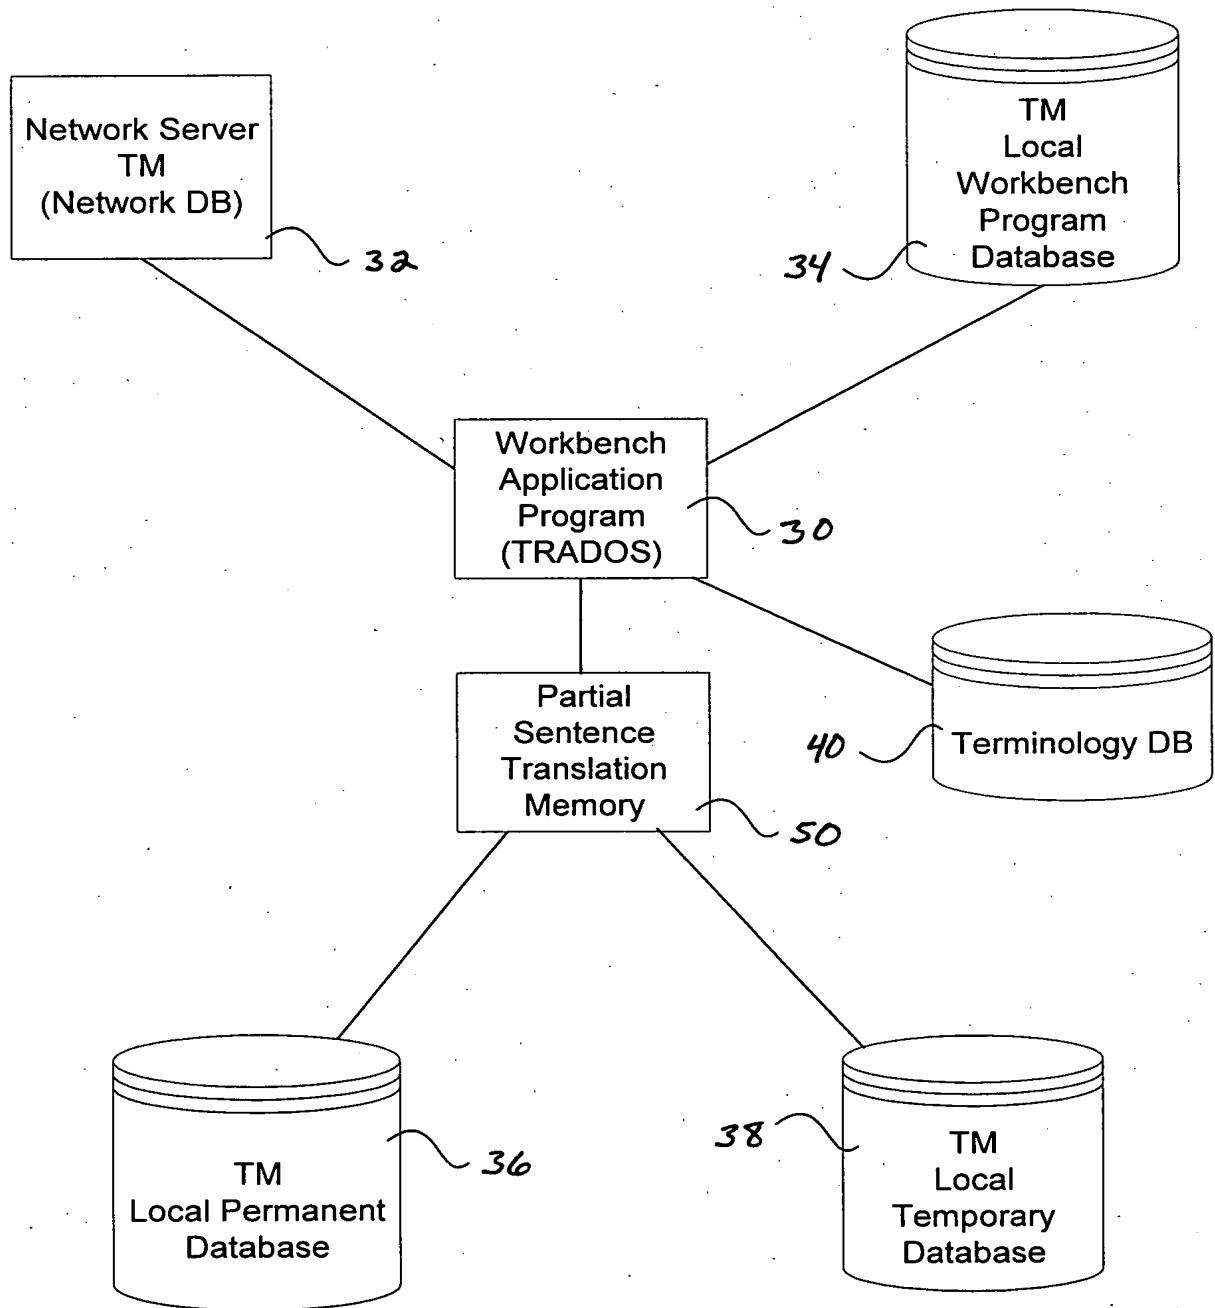 Network Server
TM
(Network DB)
32
TM
Local
Workbench
Program
Database
34
Workbench
Application
Program
(TRADOS)
30
Partial
Sentence
Translation
Memory
50
40
Terminology DB
TM
Local Permanent
Database
36
38
TM
Local
Temporary
Database